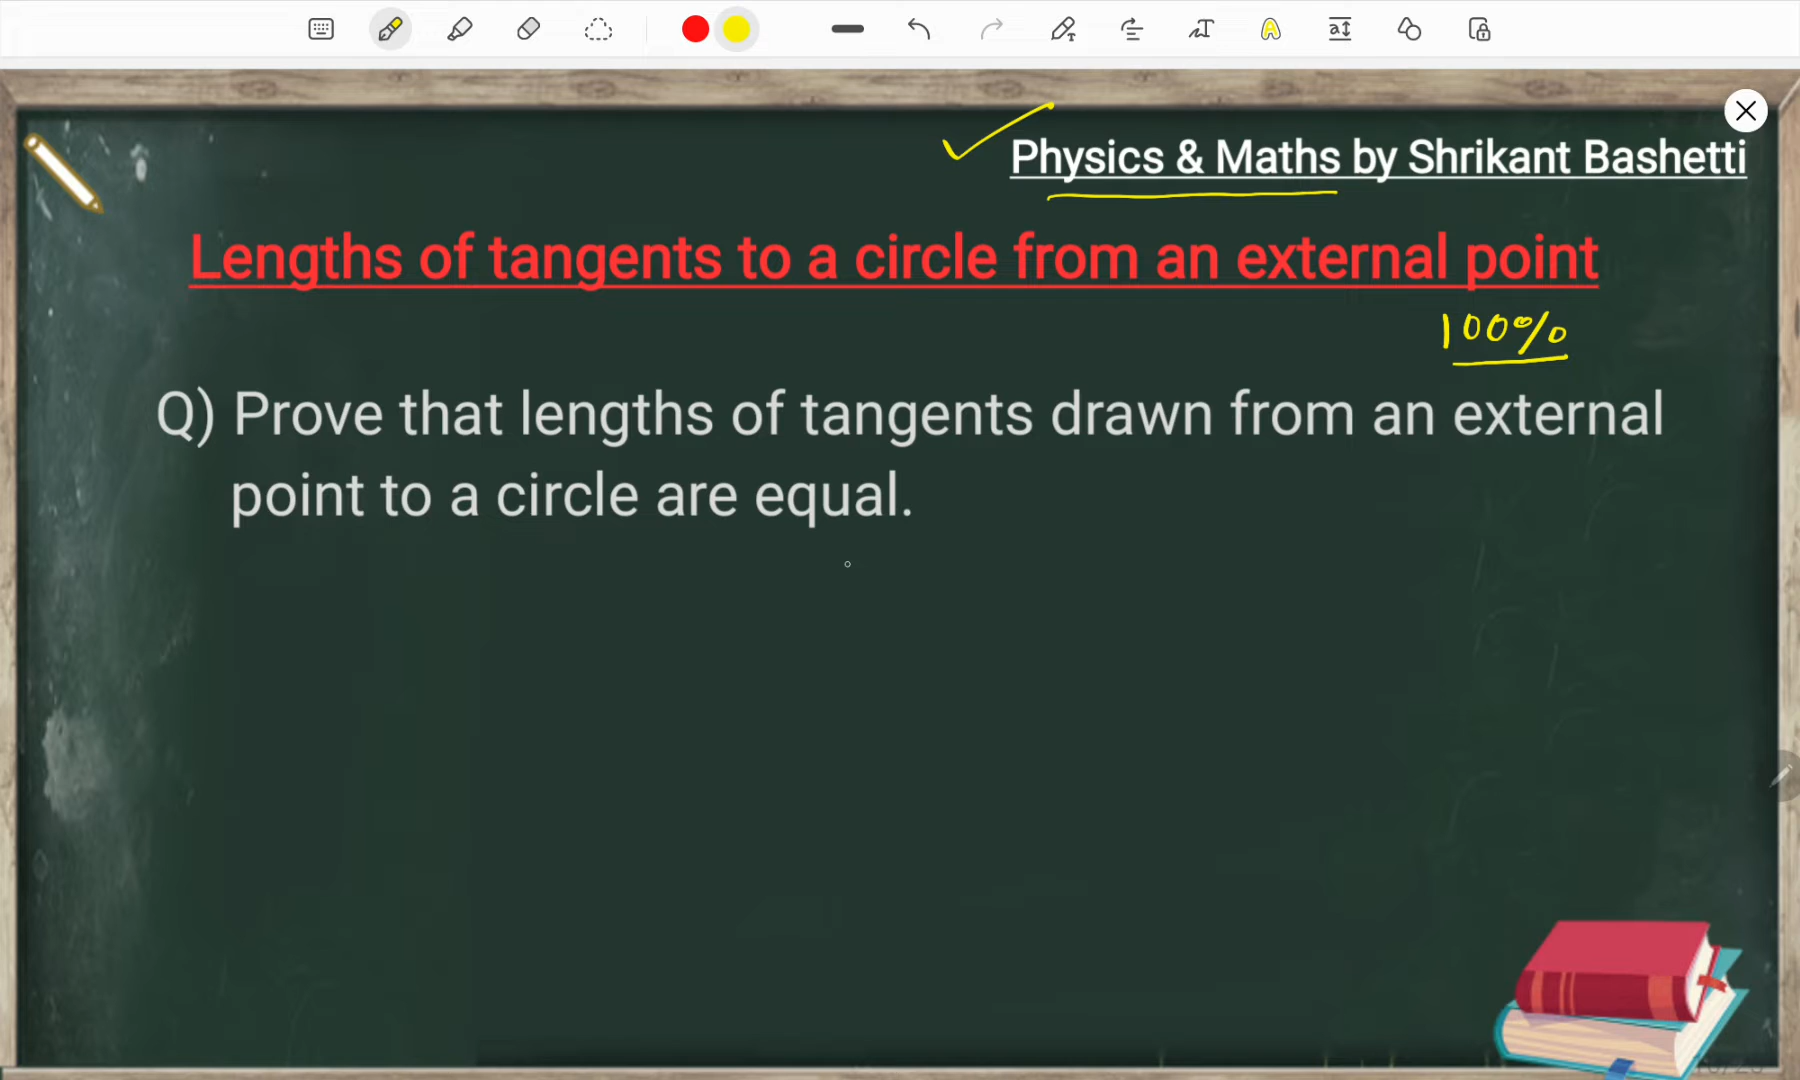 Physics & Maths by Shrikant Bashetti
Lengths of tangents to a circle from an external point
100%
Q) Prove that lengths of tangents drawn from an external
point to a circle are equal.